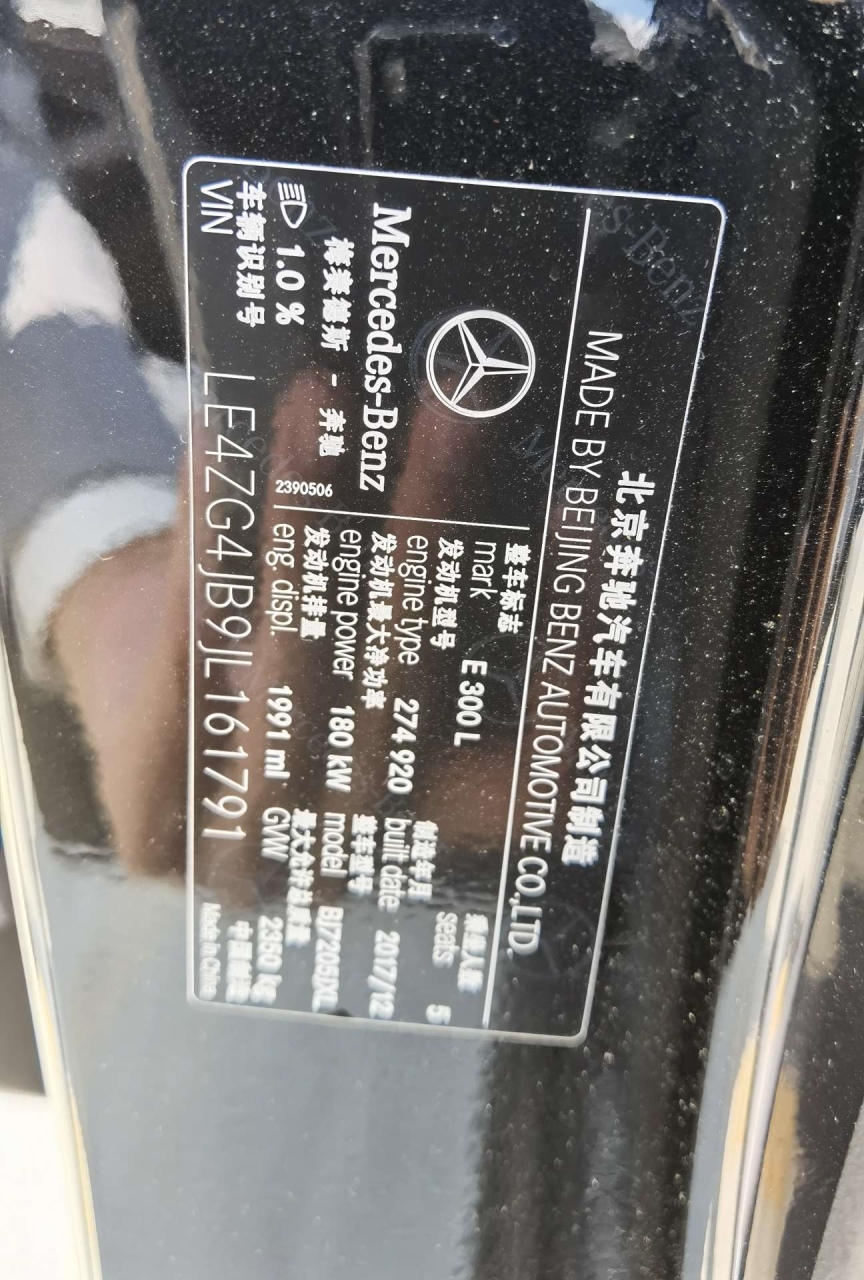 北京奔驰汽车有限公司制造
MADE BY BEIJING BENZ AUTOMOTIVE CO.,LTD.
Mercedes-Benz
梅赛德斯 - 奔驰
1.0 %
2390506
整车标志
mark E 300 L
发动机型号
engine type 274 920
发动机最大净功率
engine power 180 kW
发动机排量
eng. displ. 1991 ml
乘坐人数
seats 5
制造年月
built date 2017/12
整车型号
model BJ7205JXL
最大允许总质量
GVW 2350 kg
车辆识别号
VIN LE4ZG4JB9JL161791
中国制造
Made in China